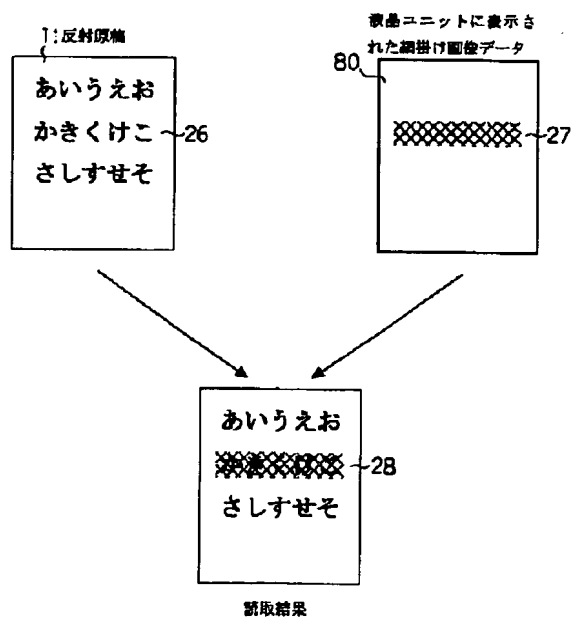 1:反射原稿
あいうえお
かきくけこ
26
さしすせそ
液晶ユニットに表示さ
れた網掛け画像データ
80
27
あいうえお
28
さしすせそ
読取結果